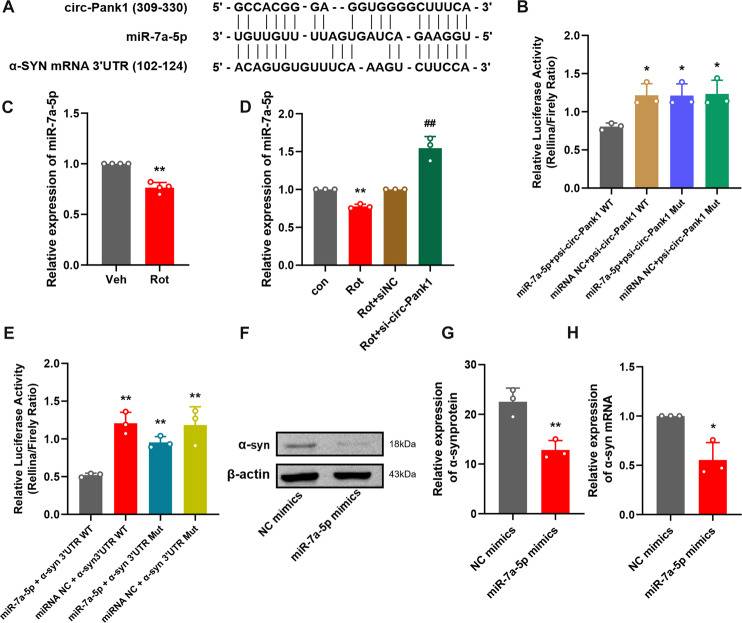 A
circ-Pank1 (309-330) 5' - GCCACGG - GA - GGUGGGGCUUUCA - 3'
miR-7a-5p 3' - UGUUGUU - UUAGUGAUCA - GAAGGU - 5'
α-SYN mRNA 3'UTR (102-124) 5' - ACAGUGUGUUUCA - AAGU - CUUCCA - 3'
B
Relative Luciferase Activity
(Rellina/Firely Ratio)
2.0
1.5
1.0
0.5
0.0
* * *
miR-7a-5p+psi-circ-Pank1 WT
miRNA NC+psi-circ-Pank1 WT
miR-7a-5p+psi-circ-Pank1 Mut
miRNA NC+psi-circ-Pank1 Mut
C
Relative expression of miR-7a-5p
1.5
1.0
0.5
0.0
**
Veh Rot
D
Relative expression of miR-7a-5p
2.0
1.5
1.0
0.5
0.0
**
##
con
Rot
Rot+siNC
Rot+si-circ-Pank1
E
Relative Luciferase Activity
(Rellina/Firely Ratio)
2.0
1.5
1.0
0.5
0.0
** ** **
miR-7a-5p + α-syn 3'UTR WT
miRNA NC + α-syn3'UTR WT
miR-7a-5p + α-syn 3'UTR Mut
miRNA NC + α-syn 3'UTR Mut
F
α-syn 18kDa
β-actin 43kDa
NC mimics
miR-7a-5p mimics
G
Relative expression
of α-synprotein
30
20
10
0
**
NC mimics
miR-7a-5p mimics
H
Relative expression
of α-syn mRNA
1.5
1.0
0.5
0.0
*
NC mimics
miR-7a-5p mimics